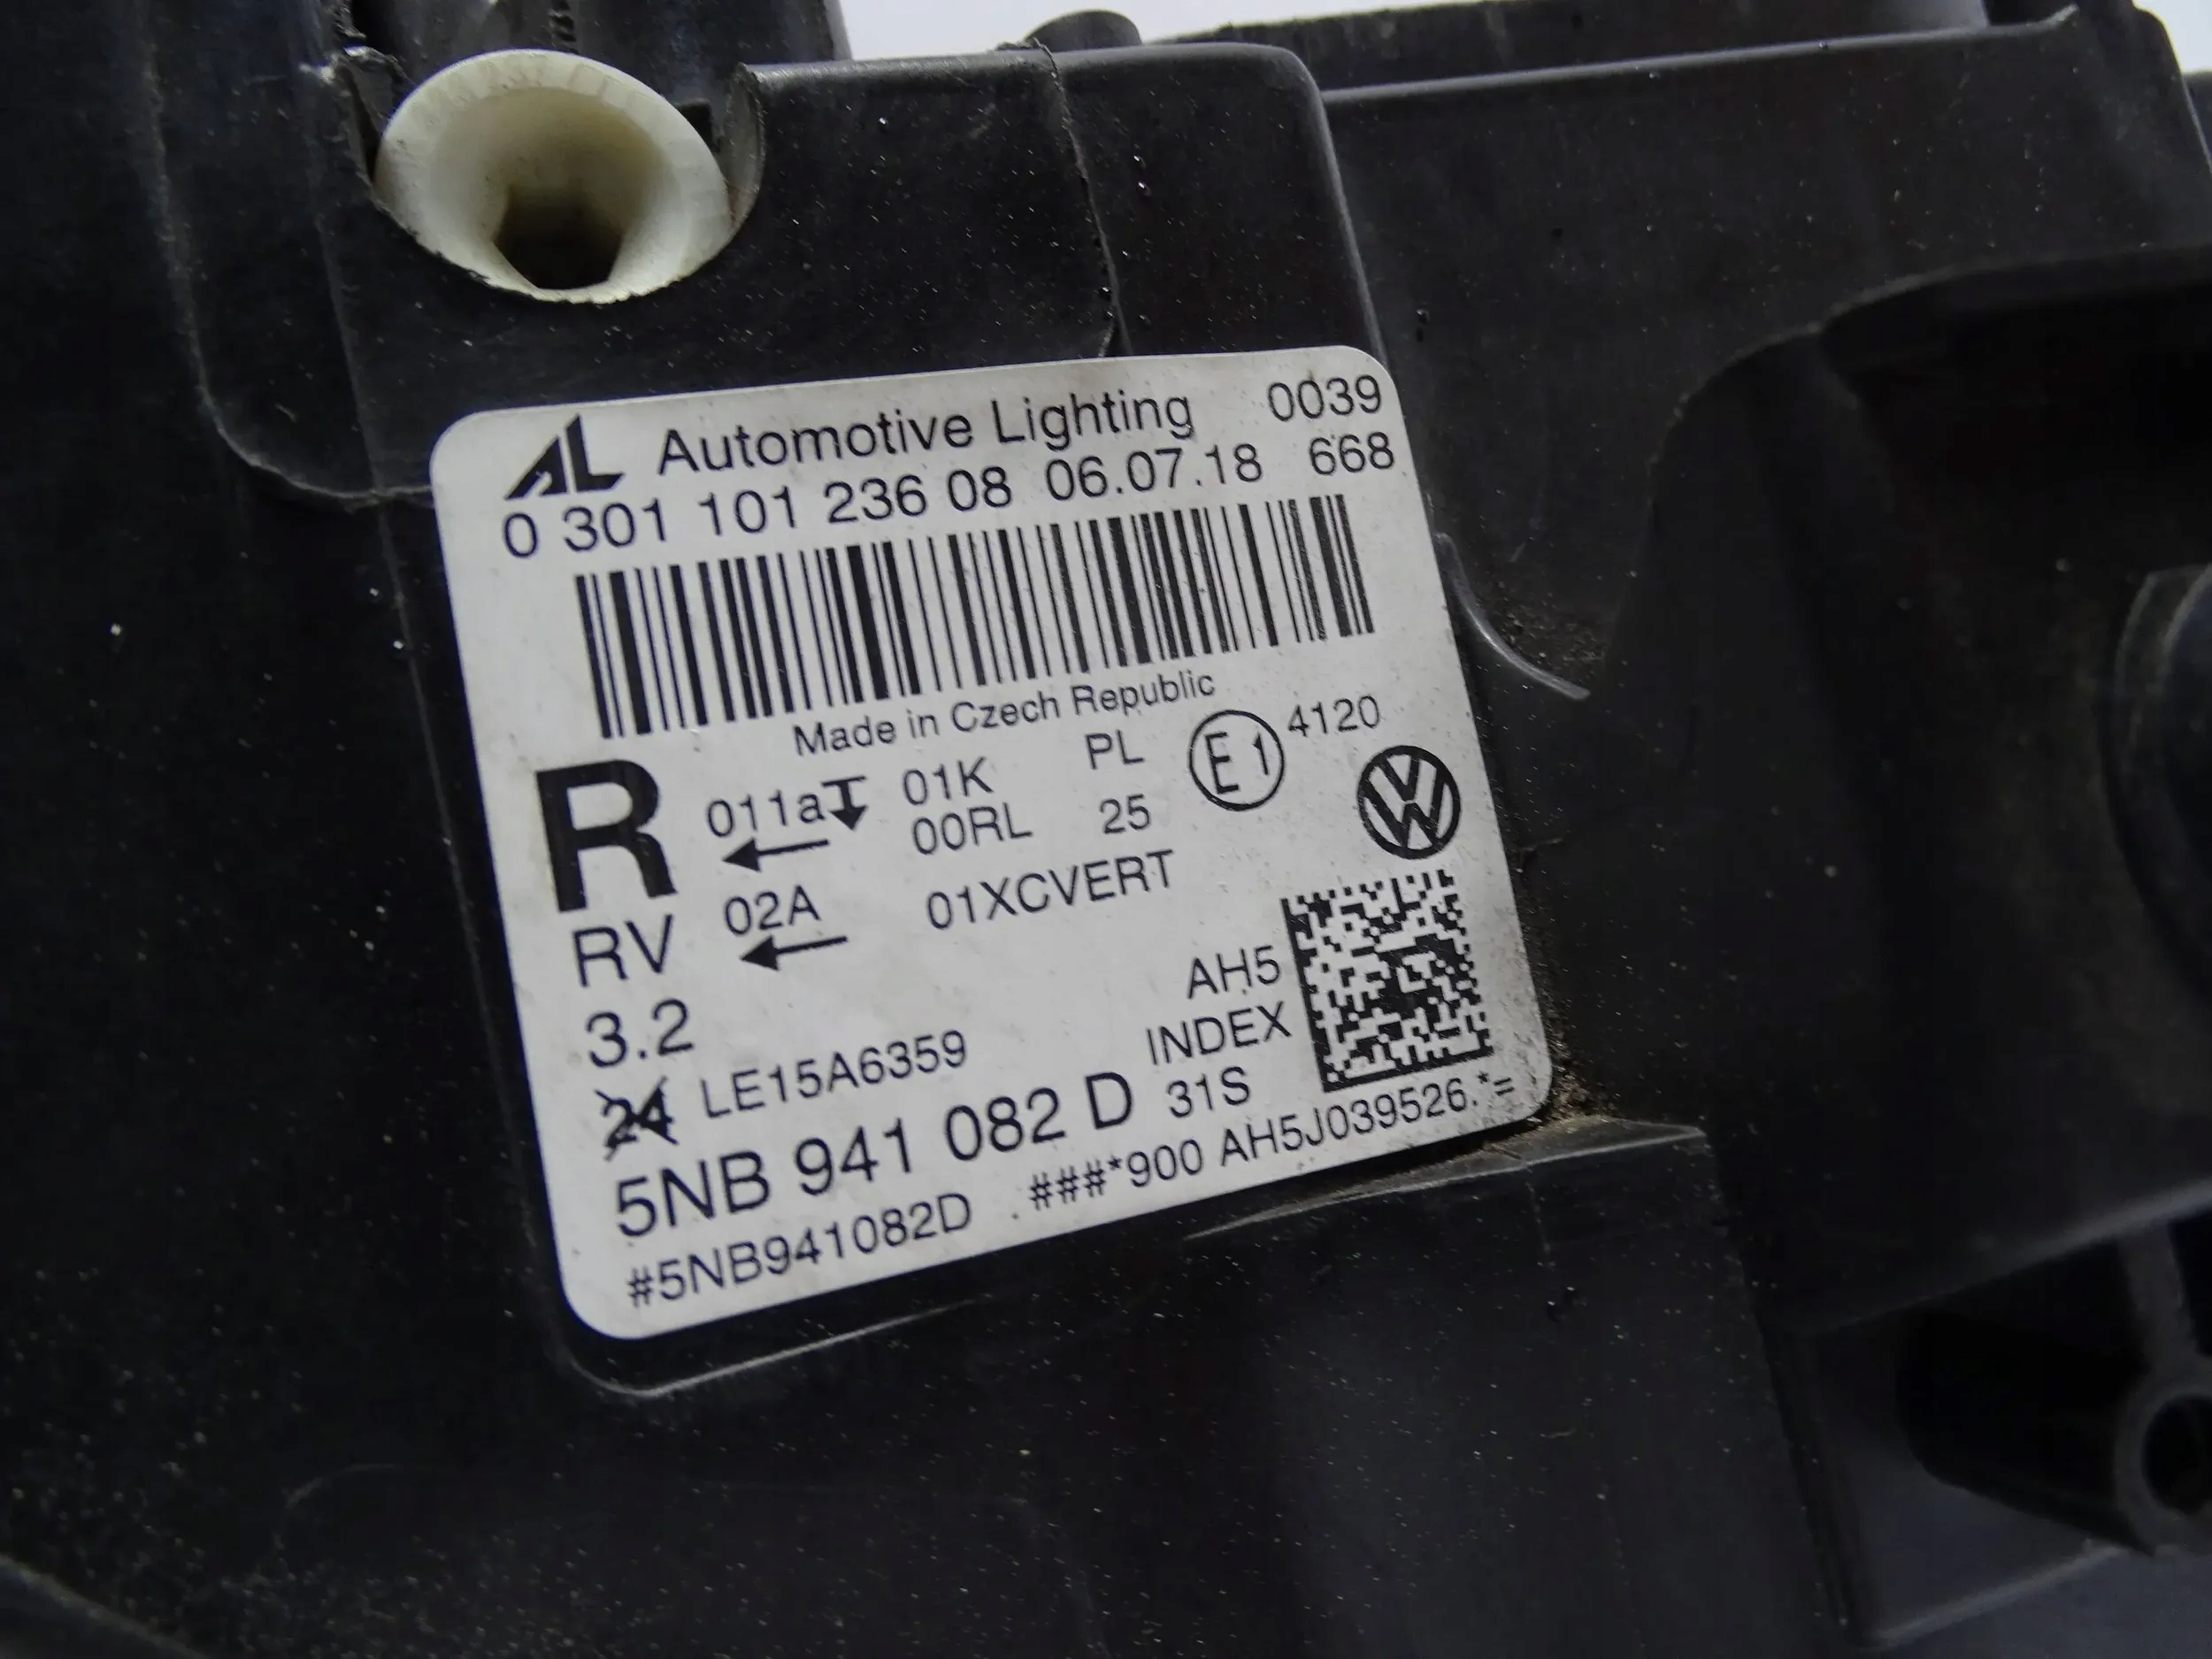 AL Automotive Lighting 0039
0 301 101 236 08 06.07.18 668
Made in Czech Republic
R 011a 01K PL E1 4120
00RL 25
RV 02A 01XCVERT
3.2 AH5
INDEX
24 LE15A6359
5NB 941 082 D 31S
#5NB941082D . ###*900 AH5J039526.*=